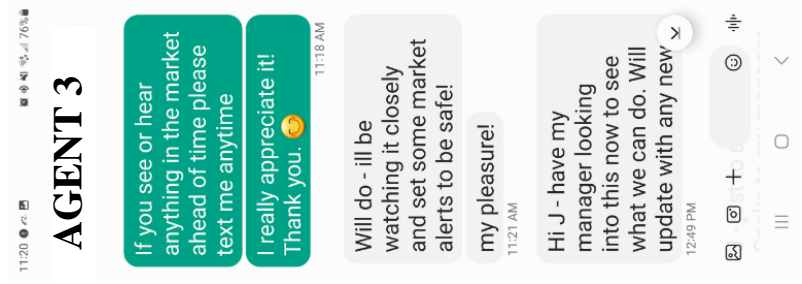 11:20
76%
AGENT 3
If you see or hear
anything in the market
ahead of time please
text me anytime
I really appreciate it!
Thank you. 😊
11:18 AM
Will do - ill be
watching it closely
and set some market
alerts to be safe!
my pleasure!
11:21 AM
Hi J - have my
manager looking
into this now to see
what we can do. Will
update with any new
12:49 PM